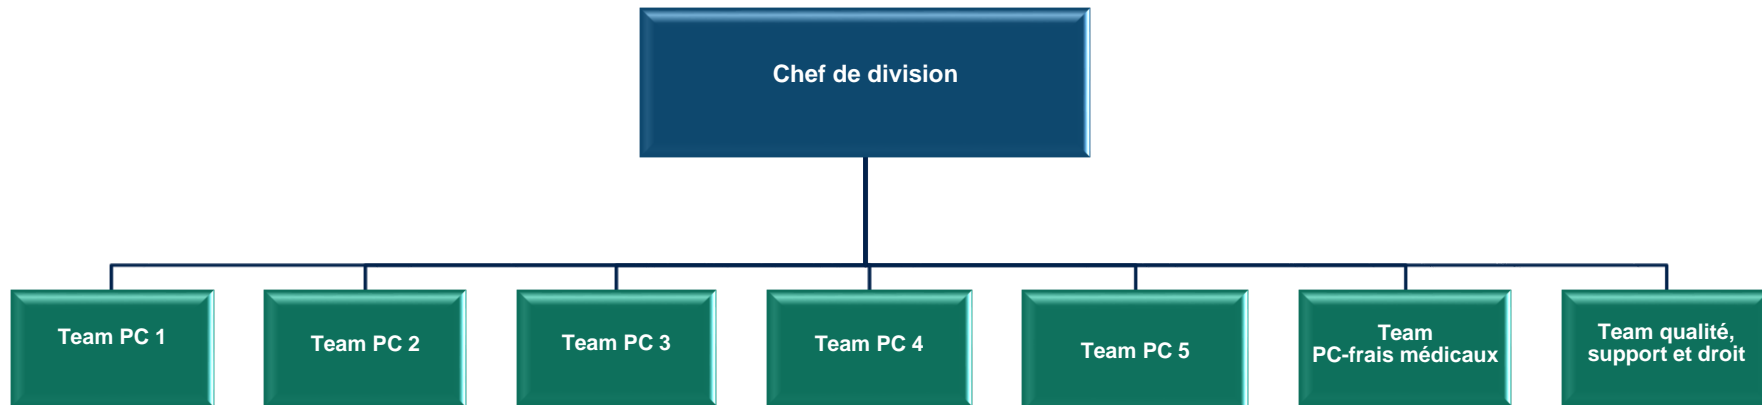 Chef de division
Team PC 1
Team PC 2
Team PC 3
Team PC 4
Team PC 5
Team
PC-frais médicaux
Team qualité,
support et droit